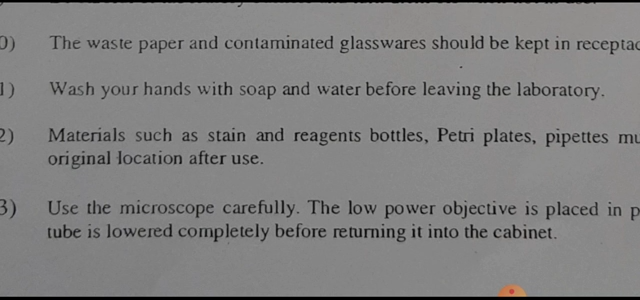 0) The waste paper and contaminated glasswares should be kept in receptac
1) Wash your hands with soap and water before leaving the laboratory.
2) Materials such as stain and reagents bottles, Petri plates, pipettes mu
original location after use.
3) Use the microscope carefully. The low power objective is placed in p
tube is lowered completely before returning it into the cabinet.